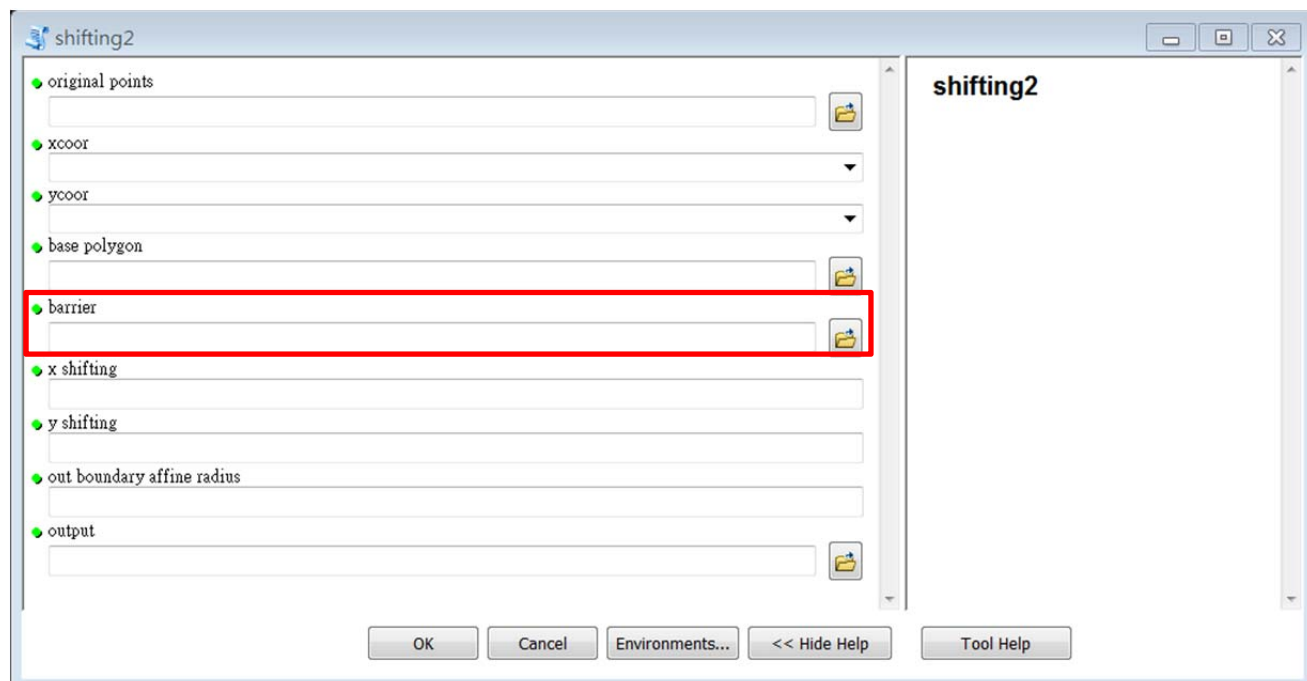 shifting2
original points
shifting2
xcoor
ycoor
base polygon
barrier
x shifting
y shifting
out boundary affine radius
output
OK
Cancel
Environments...
<< Hide Help
Tool Help